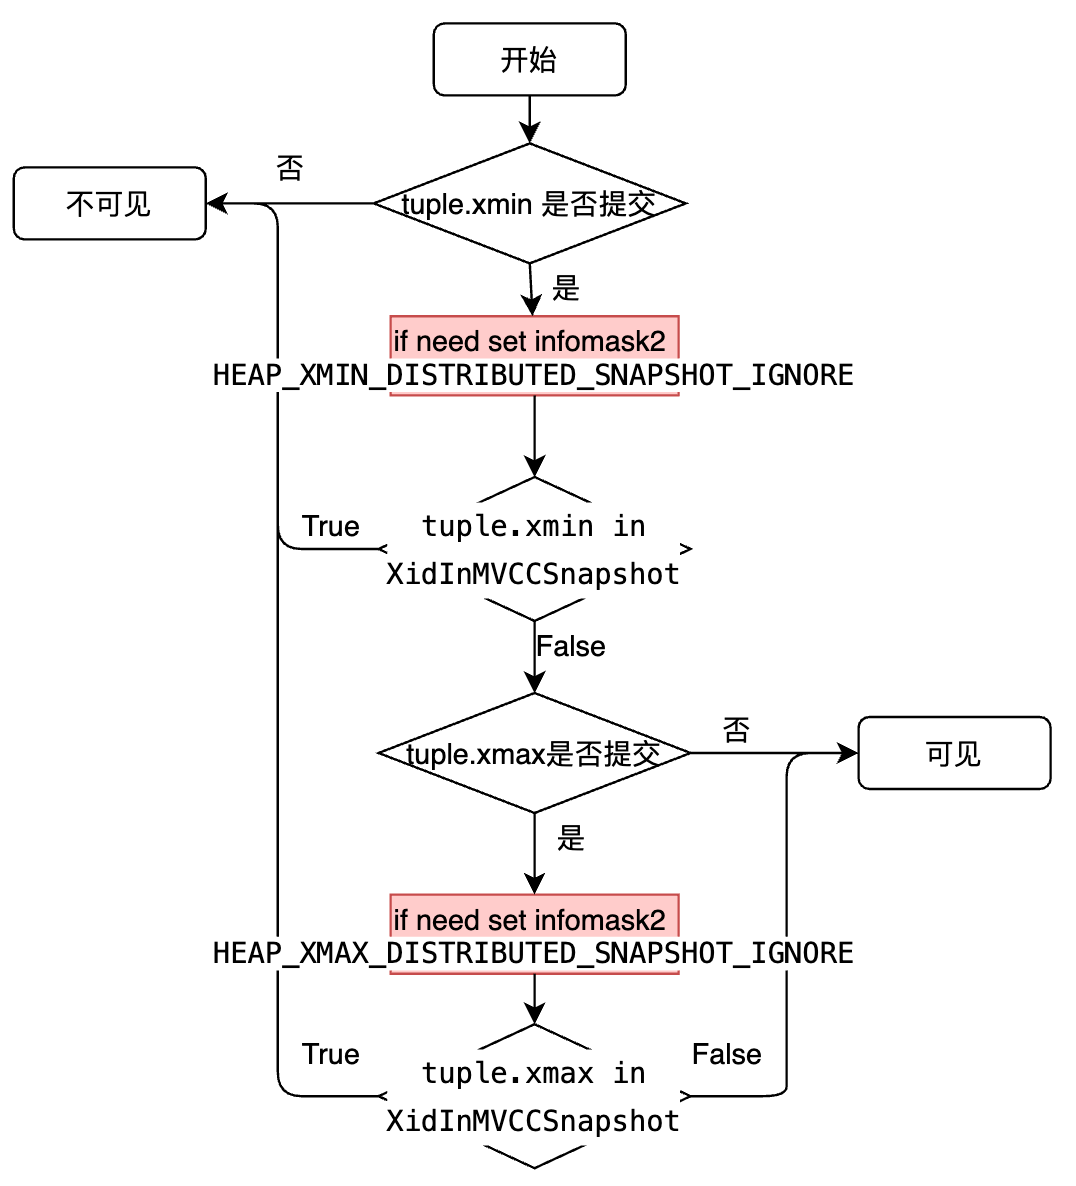 开始
否
不可见
tuple.xmin 是否提交
是
if need set infomask2
HEAP_XMIN_DISTRIBUTED_SNAPSHOT_IGNORE
True
tuple.xmin in
XidInMVCCSnapshot
False
tuple.xmax是否提交
否
可见
是
if need set infomask2
HEAP_XMAX_DISTRIBUTED_SNAPSHOT_IGNORE
True
tuple.xmax in
XidInMVCCSnapshot
False